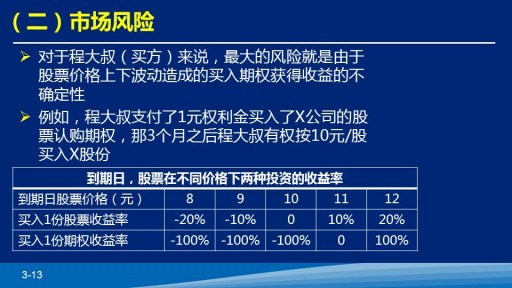 （二）市场风险
➢ 对于程大叔（买方）来说，最大的风险就是由于
股票价格上下波动造成的买入期权获得收益的不
确定性
➢ 例如，程大叔支付了1元权利金买入了X公司的股
票认购期权，那3个月之后程大叔有权按10元/股
买入X股份
到期日，股票在不同价格下两种投资的收益率
到期日股票价格（元） 8 9 10 11 12
买入1份股票收益率 -20% -10% 0 10% 20%
买入1份期权收益率 -100% -100% -100% 0 100%
3-13